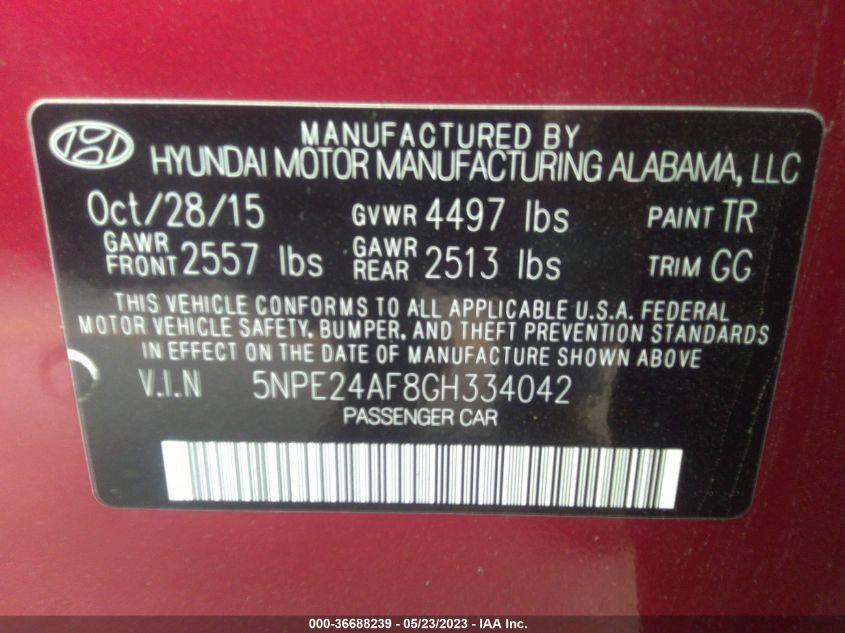 MANUFACTURED BY
HYUNDAI MOTOR MANUFACTURING ALABAMA, LLC
Oct/28/15 GVWR 4497 lbs PAINT TR
GAWR FRONT 2557 lbs GAWR REAR 2513 lbs TRIM GG
THIS VEHICLE CONFORMS TO ALL APPLICABLE U.S.A. FEDERAL
MOTOR VEHICLE SAFETY, BUMPER, AND THEFT PREVENTION STANDARDS
IN EFFECT ON THE DATE OF MANUFACTURE SHOWN ABOVE
V.I.N 5NPE24AF8GH334042
PASSENGER CAR
000-36688239 - 05/23/2023 - IAA Inc.